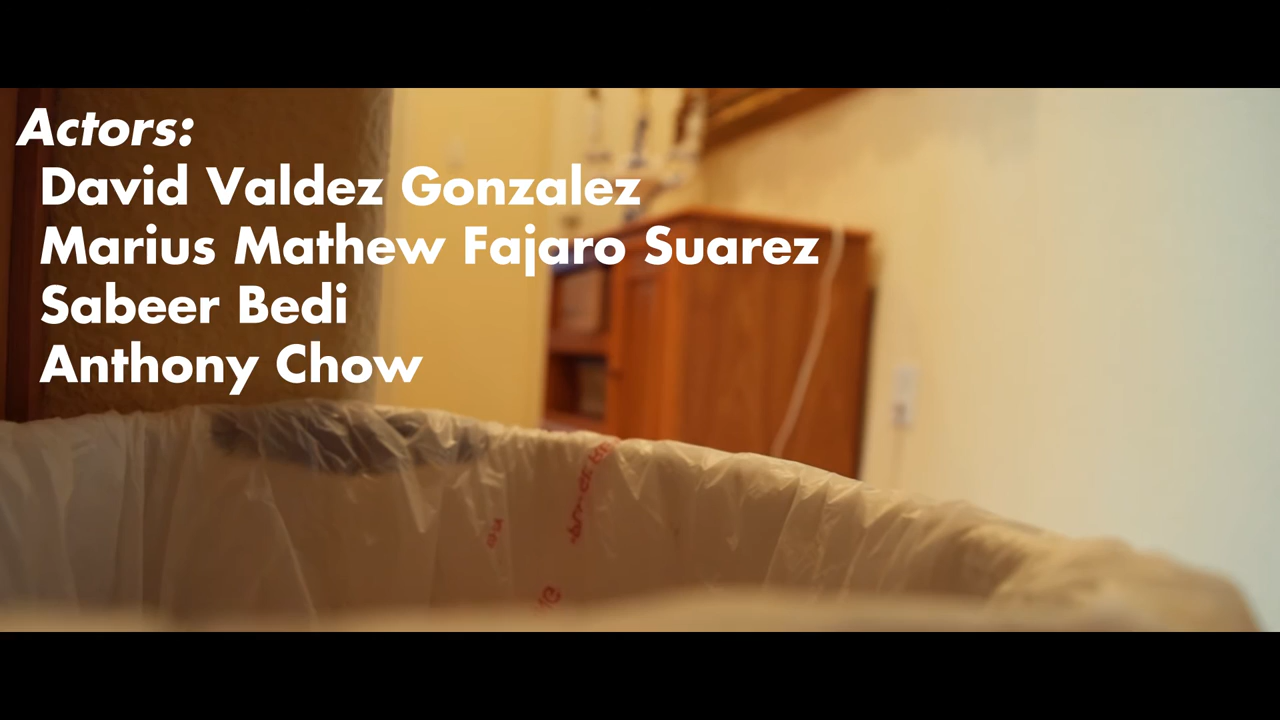 Actors:
David Valdez Gonzalez
Marius Mathew Fajaro Suarez
Sabeer Bedi
Anthony Chow